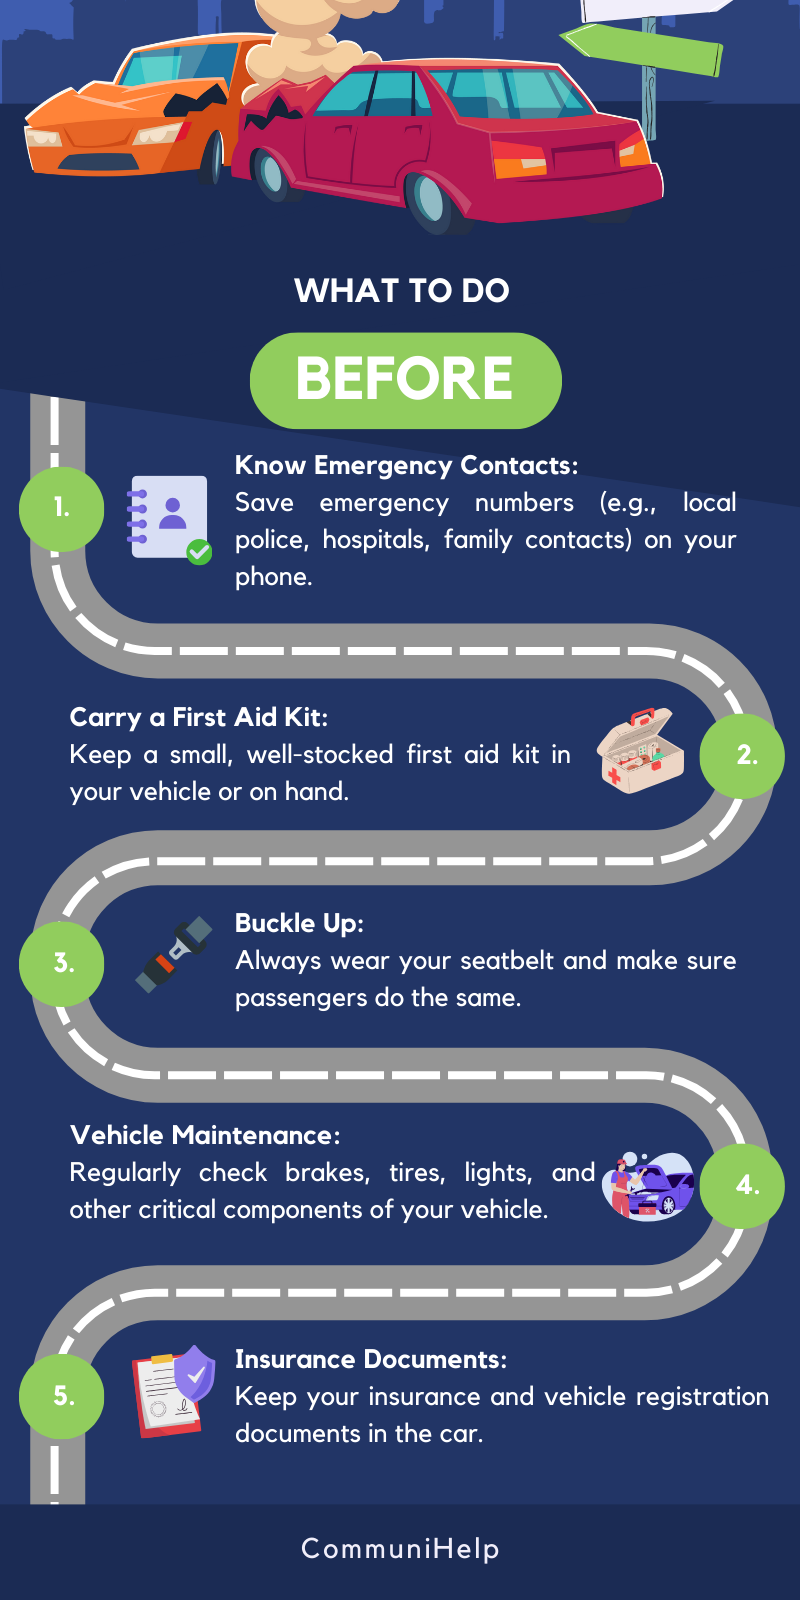 WHAT TO DO
BEFORE
1.
Know Emergency Contacts:
Save emergency numbers (e.g., local
police, hospitals, family contacts) on your
phone.
Carry a First Aid Kit:
Keep a small, well-stocked first aid kit in
your vehicle or on hand.
2.
3.
Buckle Up:
Always wear your seatbelt and make sure
passengers do the same.
Vehicle Maintenance:
Regularly check brakes, tires, lights, and
other critical components of your vehicle.
4.
5.
Insurance Documents:
Keep your insurance and vehicle registration
documents in the car.
CommuniHelp